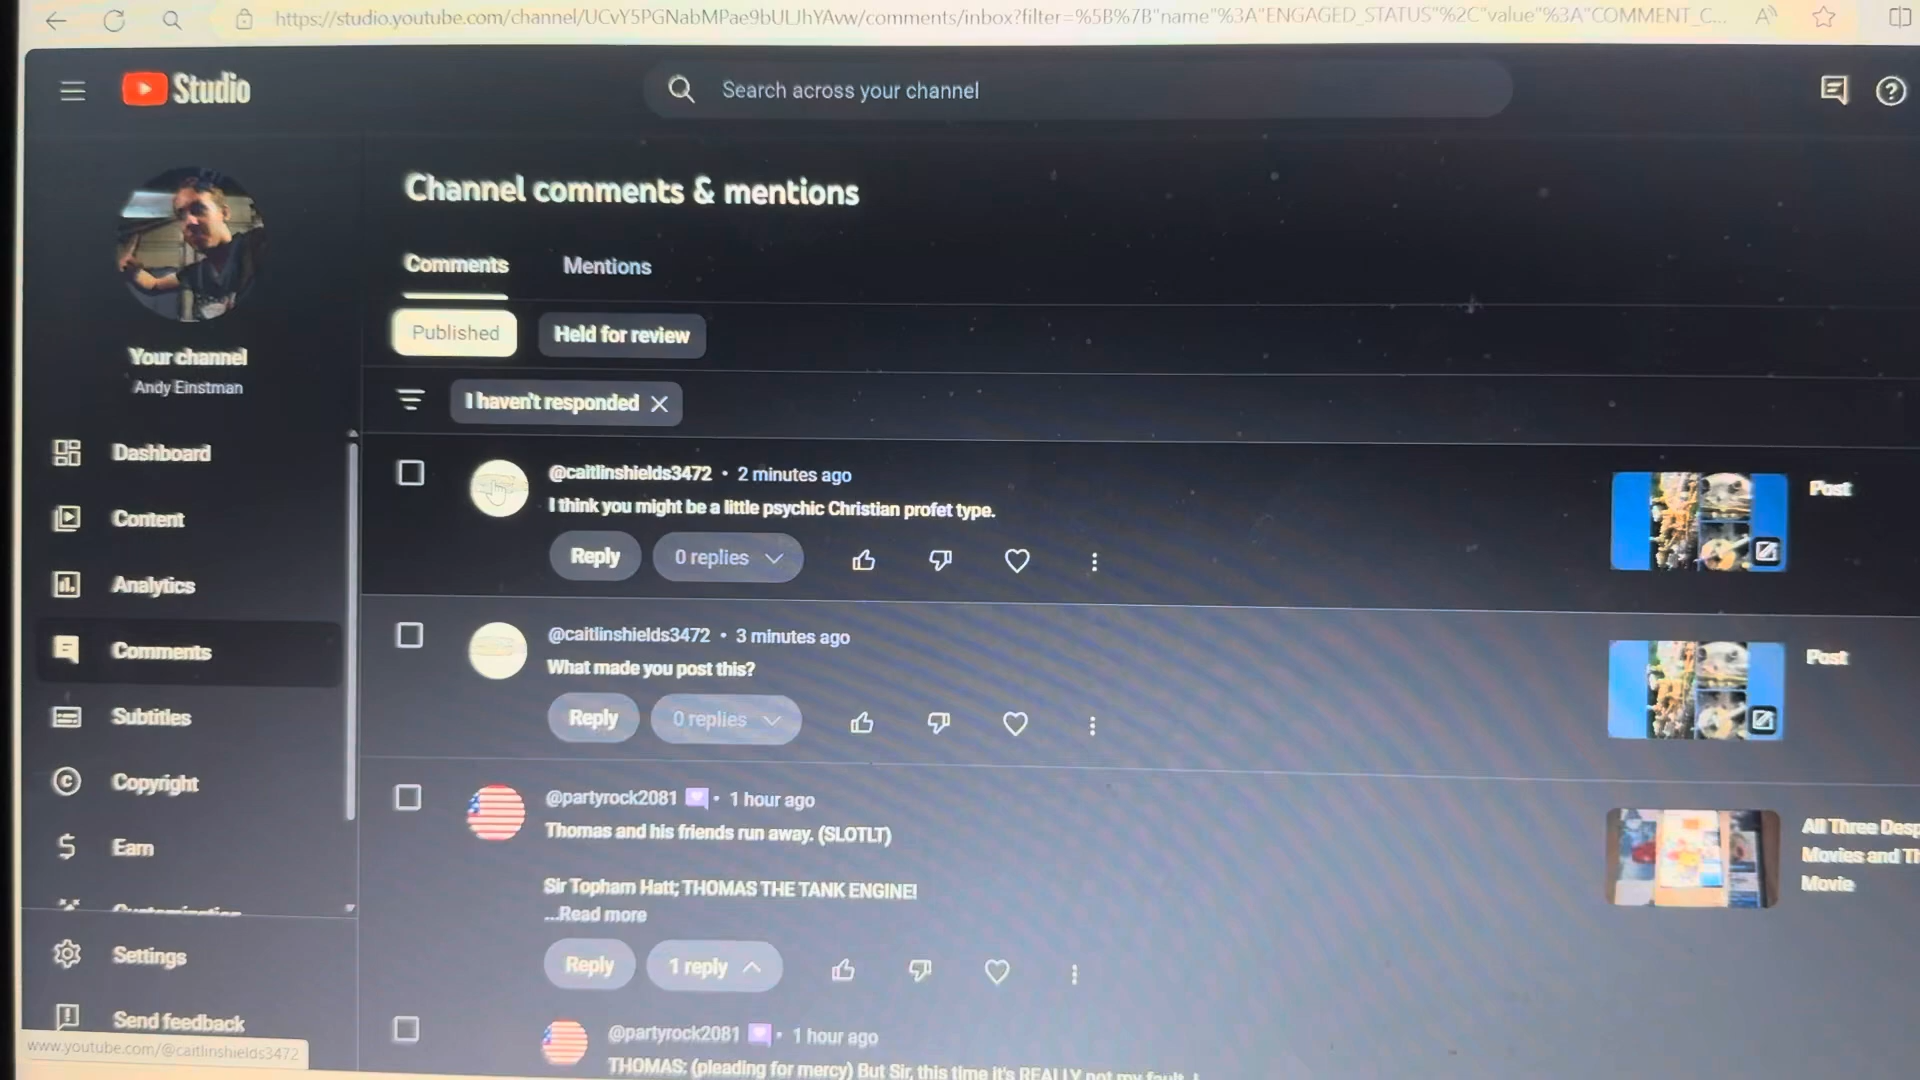 https://studio.youtube.com/channel/UCvY5PGNabMPae9bULJhYAvw/comments/inbox?filter=%5B%7B"name"%3A"ENGAGED_STATUS"%2C"value"%3A"COMMENT_C...
Studio
Search across your channel
Channel comments & mentions
Comments
Mentions
Published
Held for review
I haven't responded
Your channel
Andy Einstman
Dashboard
Content
Analytics
Comments
Subtitles
Copyright
Earn
Customization
Settings
Send feedback
@caitlinshields3472 • 2 minutes ago
I think you might be a little psychic Christian profet type.
Reply
0 replies
Post
@caitlinshields3472 • 3 minutes ago
What made you post this?
Reply
0 replies
Post
@partyrock2081 • 1 hour ago
Thomas and his friends run away. (SLOTLT)
Sir Topham Hatt; THOMAS THE TANK ENGINE!
...Read more
Reply
1 reply
All Three Desp
Movies and Th
Movie
@partyrock2081 • 1 hour ago
THOMAS: (pleading for mercy) But Sir, this time it's REALLY not my fault. I
www.youtube.com/@caitlinshields3472